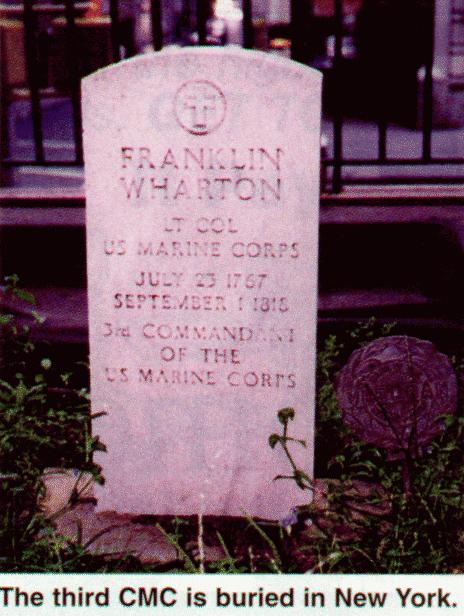 FRANKLIN
WHARTON
LT COL
US MARINE CORPS
JULY 23 1767
SEPTEMBER 1 1818
3rd COMMANDANT
OF THE
US MARINE CORPS
The third CMC is buried in New York.